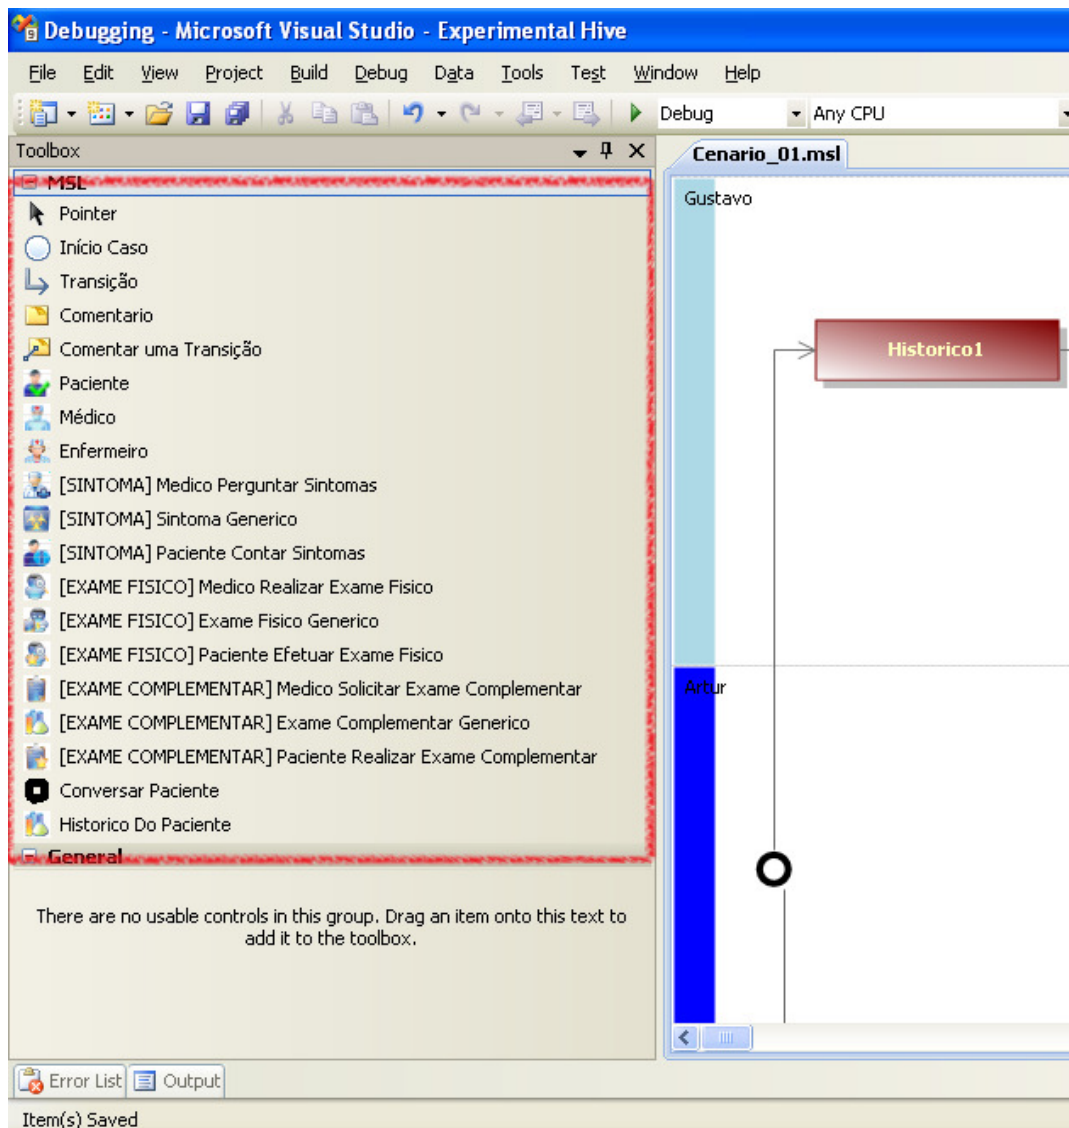 Debugging - Microsoft Visual Studio - Experimental Hive
File Edit View Project Build Debug Data Tools Test Window Help
Debug Any CPU
Toolbox
Cenario_01.msl
MSL
Pointer
Início Caso
Transição
Comentario
Comentar uma Transição
Paciente
Médico
Enfermeiro
[SINTOMA] Medico Perguntar Sintomas
[SINTOMA] Sintoma Generico
[SINTOMA] Paciente Contar Sintomas
[EXAME FISICO] Medico Realizar Exame Fisico
[EXAME FISICO] Exame Fisico Generico
[EXAME FISICO] Paciente Efetuar Exame Fisico
[EXAME COMPLEMENTAR] Medico Solicitar Exame Complementar
[EXAME COMPLEMENTAR] Exame Complementar Generico
[EXAME COMPLEMENTAR] Paciente Realizar Exame Complementar
Conversar Paciente
Historico Do Paciente
General
There are no usable controls in this group. Drag an item onto this text to
add it to the toolbox.
Gustavo
Historico1
Artur
Error List Output
Item(s) Saved